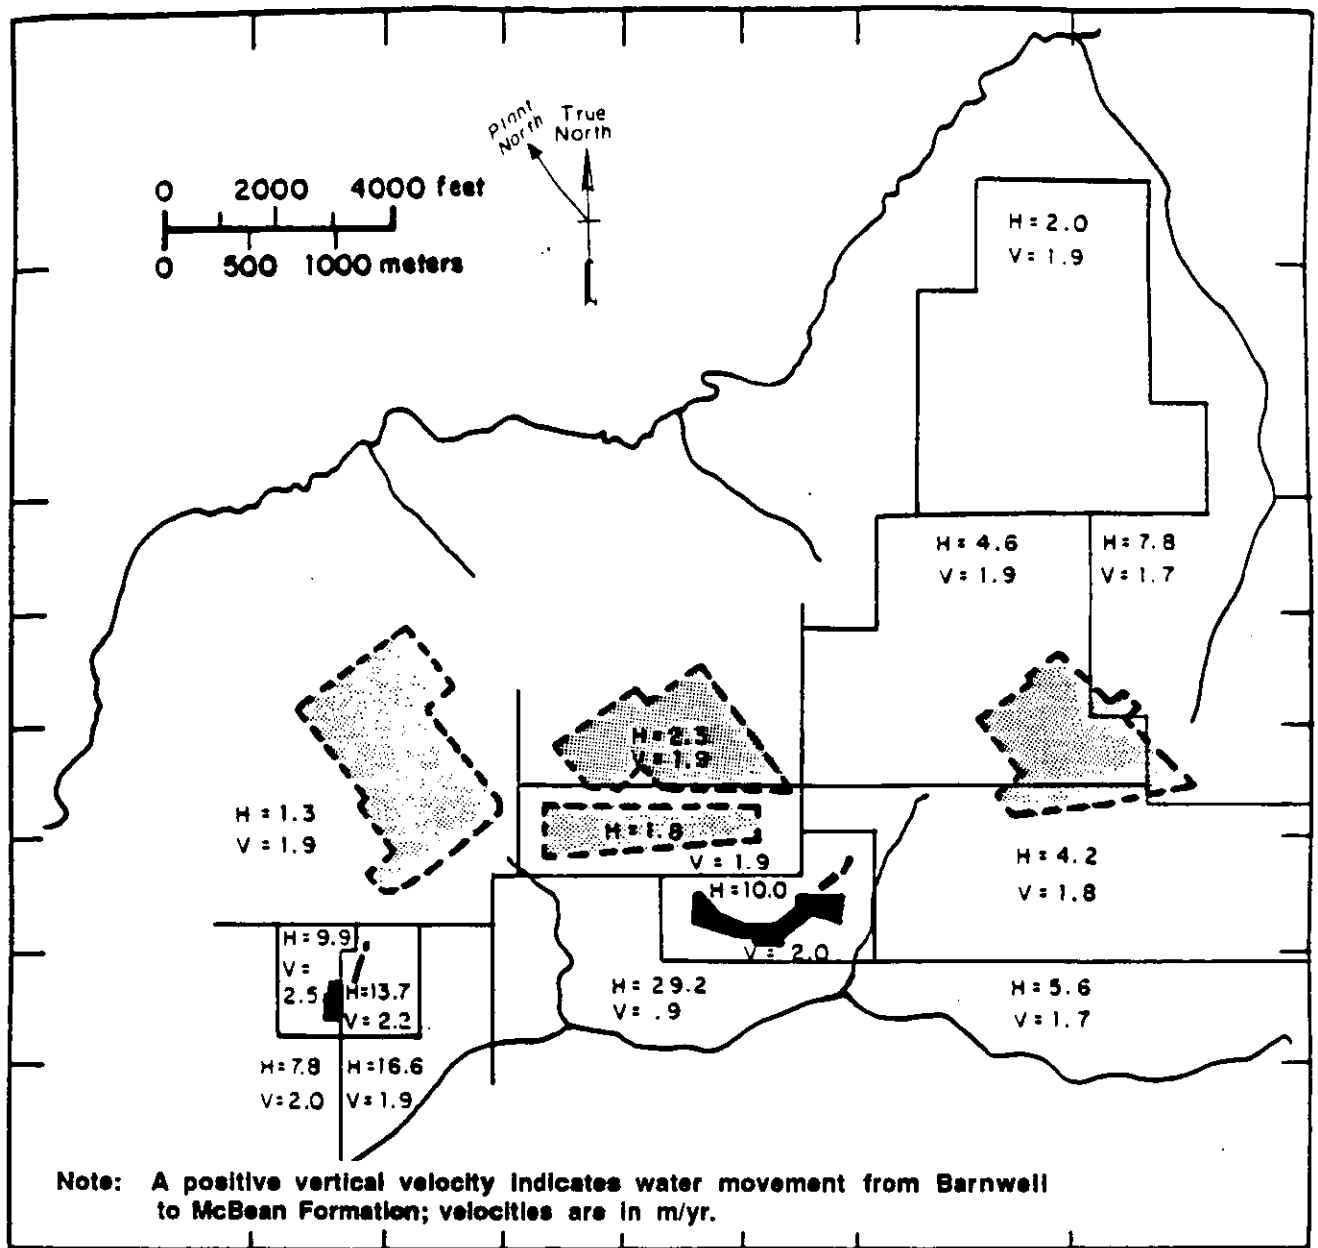 Plant
North
True
North
0 2000 4000 feet
0 500 1000 meters
H = 2.0
V = 1.9
H = 4.6
V = 1.9
H = 7.8
V = 1.7
H = 2.3
V = 1.9
H = 1.3
V = 1.9
H = 1.8
V = 1.9
H = 10.0
V = 2.0
H = 4.2
V = 1.8
H = 9.9
V =
2.5
H = 13.7
V = 2.2
H = 29.2
V = .9
H = 5.6
V = 1.7
H = 7.8
V = 2.0
H = 16.6
V = 1.9
Note: A positive vertical velocity indicates water movement from Barnwell
to McBean Formation; velocities are in m/yr.